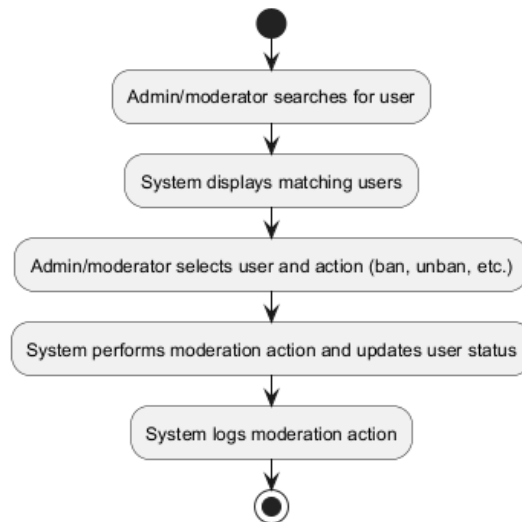 Admin/moderator searches for user
System displays matching users
Admin/moderator selects user and action (ban, unban, etc.)
System performs moderation action and updates user status
System logs moderation action